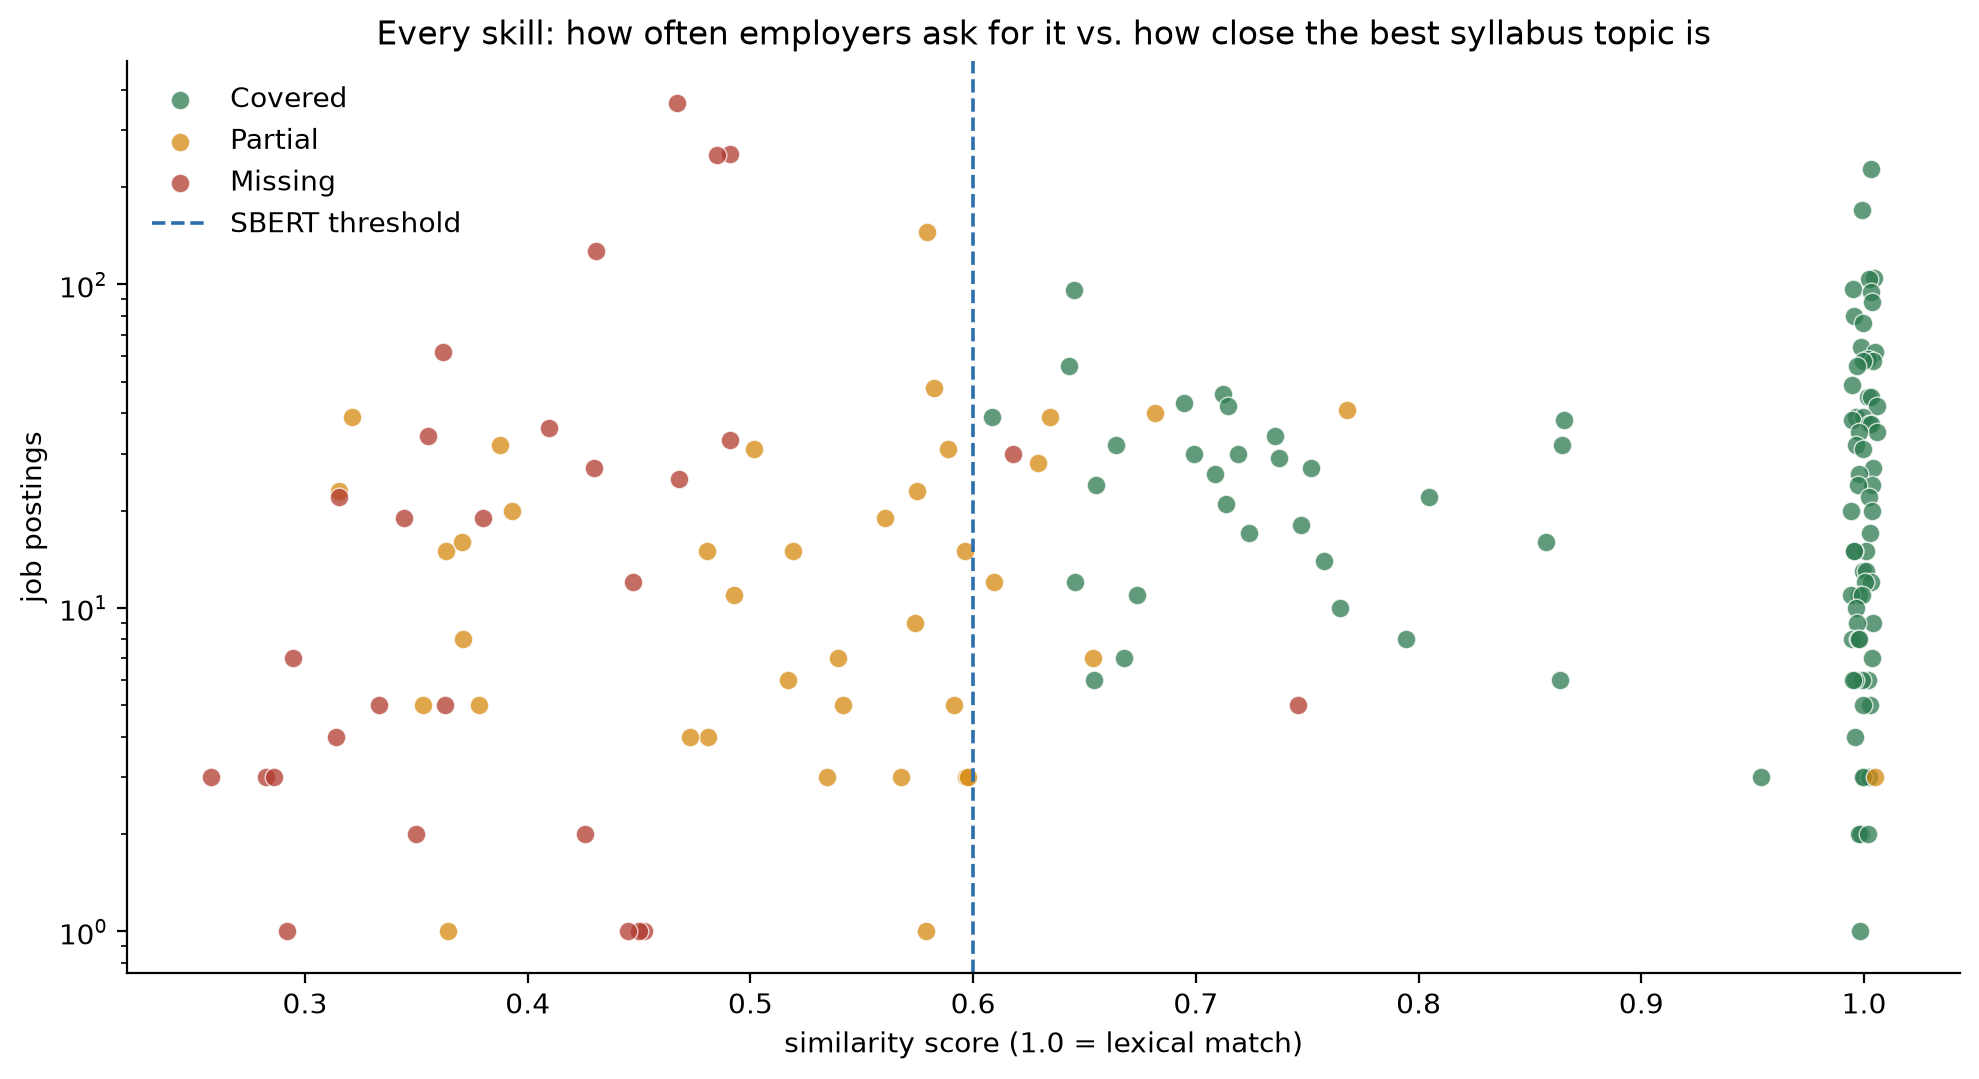 Every skill: how often employers ask for it vs. how close the best syllabus topic is
Covered
Partial
Missing
SBERT threshold
job postings
10²
10¹
10⁰
0.3 0.4 0.5 0.6 0.7 0.8 0.9 1.0
similarity score (1.0 = lexical match)